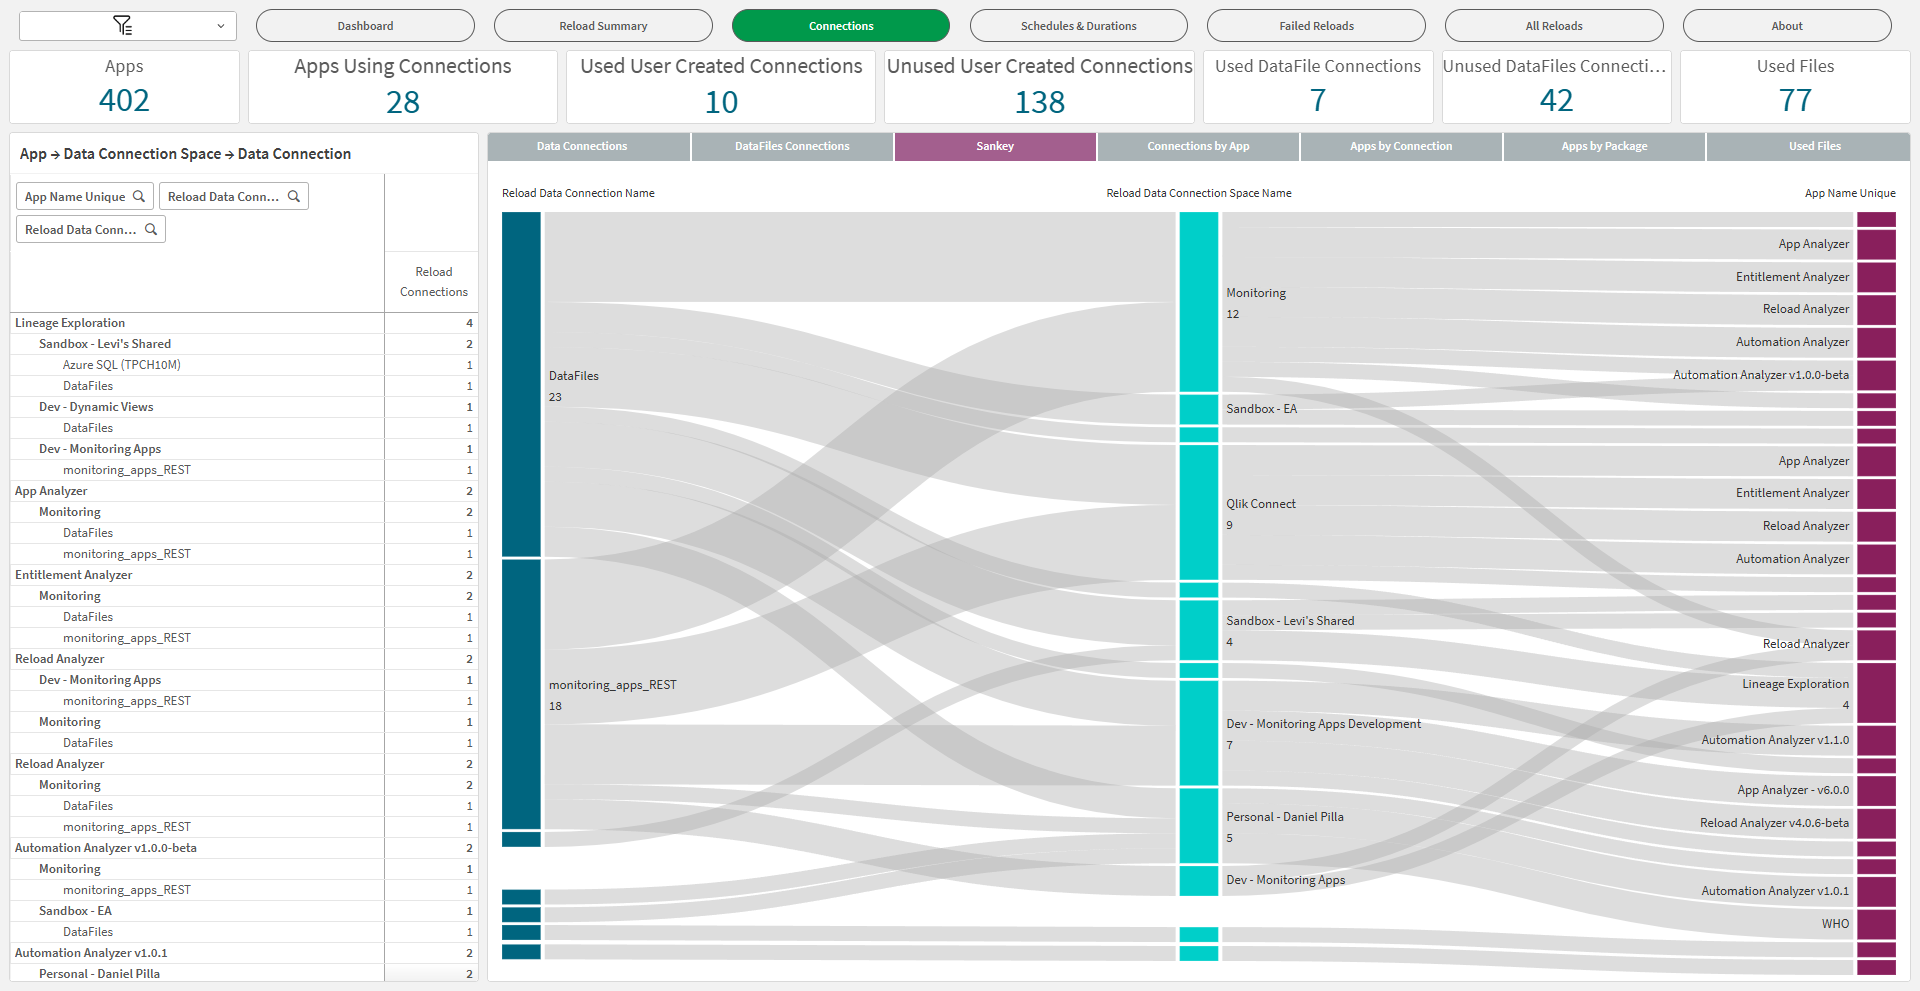 Dashboard
Reload Summary
Connections
Schedules & Durations
Failed Reloads
All Reloads
About
Apps
402
Apps Using Connections
28
Used User Created Connections
10
Unused User Created Connections
138
Used DataFile Connections
7
Unused DataFiles Connecti...
42
Used Files
77
App → Data Connection Space → Data Connection
App Name Unique
Reload Data Conn...
Reload Data Conn...
Reload
Connections
Lineage Exploration 4
Sandbox - Levi's Shared 2
Azure SQL (TPCH10M) 1
DataFiles 1
Dev - Dynamic Views 1
DataFiles 1
Dev - Monitoring Apps 1
monitoring_apps_REST 1
App Analyzer 2
Monitoring 2
DataFiles 1
monitoring_apps_REST 1
Entitlement Analyzer 2
Monitoring 2
DataFiles 1
monitoring_apps_REST 1
Reload Analyzer 2
Dev - Monitoring Apps 1
monitoring_apps_REST 1
Monitoring 1
DataFiles 1
Reload Analyzer 2
Monitoring 2
DataFiles 1
monitoring_apps_REST 1
Automation Analyzer v1.0.0-beta 2
Monitoring 1
monitoring_apps_REST 1
Sandbox - EA 1
DataFiles 1
Automation Analyzer v1.0.1 2
Personal - Daniel Pilla 2
Data Connections
DataFiles Connections
Sankey
Connections by App
Apps by Connection
Apps by Package
Used Files
Reload Data Connection Name
Reload Data Connection Space Name
App Name Unique
DataFiles
23
monitoring_apps_REST
18
Monitoring
12
Sandbox - EA
Qlik Connect
9
Sandbox - Levi's Shared
4
Dev - Monitoring Apps Development
7
Personal - Daniel Pilla
5
Dev - Monitoring Apps
App Analyzer
Entitlement Analyzer
Reload Analyzer
Automation Analyzer
Automation Analyzer v1.0.0-beta
App Analyzer
Entitlement Analyzer
Reload Analyzer
Automation Analyzer
Reload Analyzer
Lineage Exploration
4
Automation Analyzer v1.1.0
App Analyzer - v6.0.0
Reload Analyzer v4.0.6-beta
Automation Analyzer v1.0.1
WHO